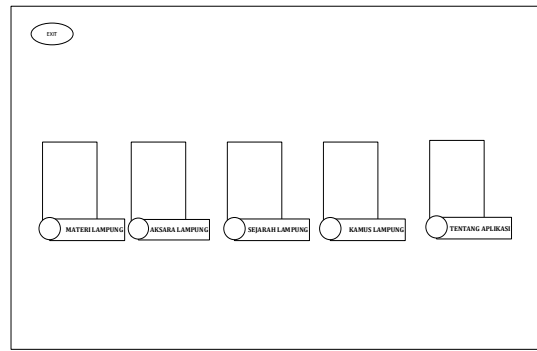 EXIT
MATERI LAMPUNG
AKSARA LAMPUNG
SEJARAH LAMPUNG
KAMUS LAMPUNG
TENTANG APLIKASI